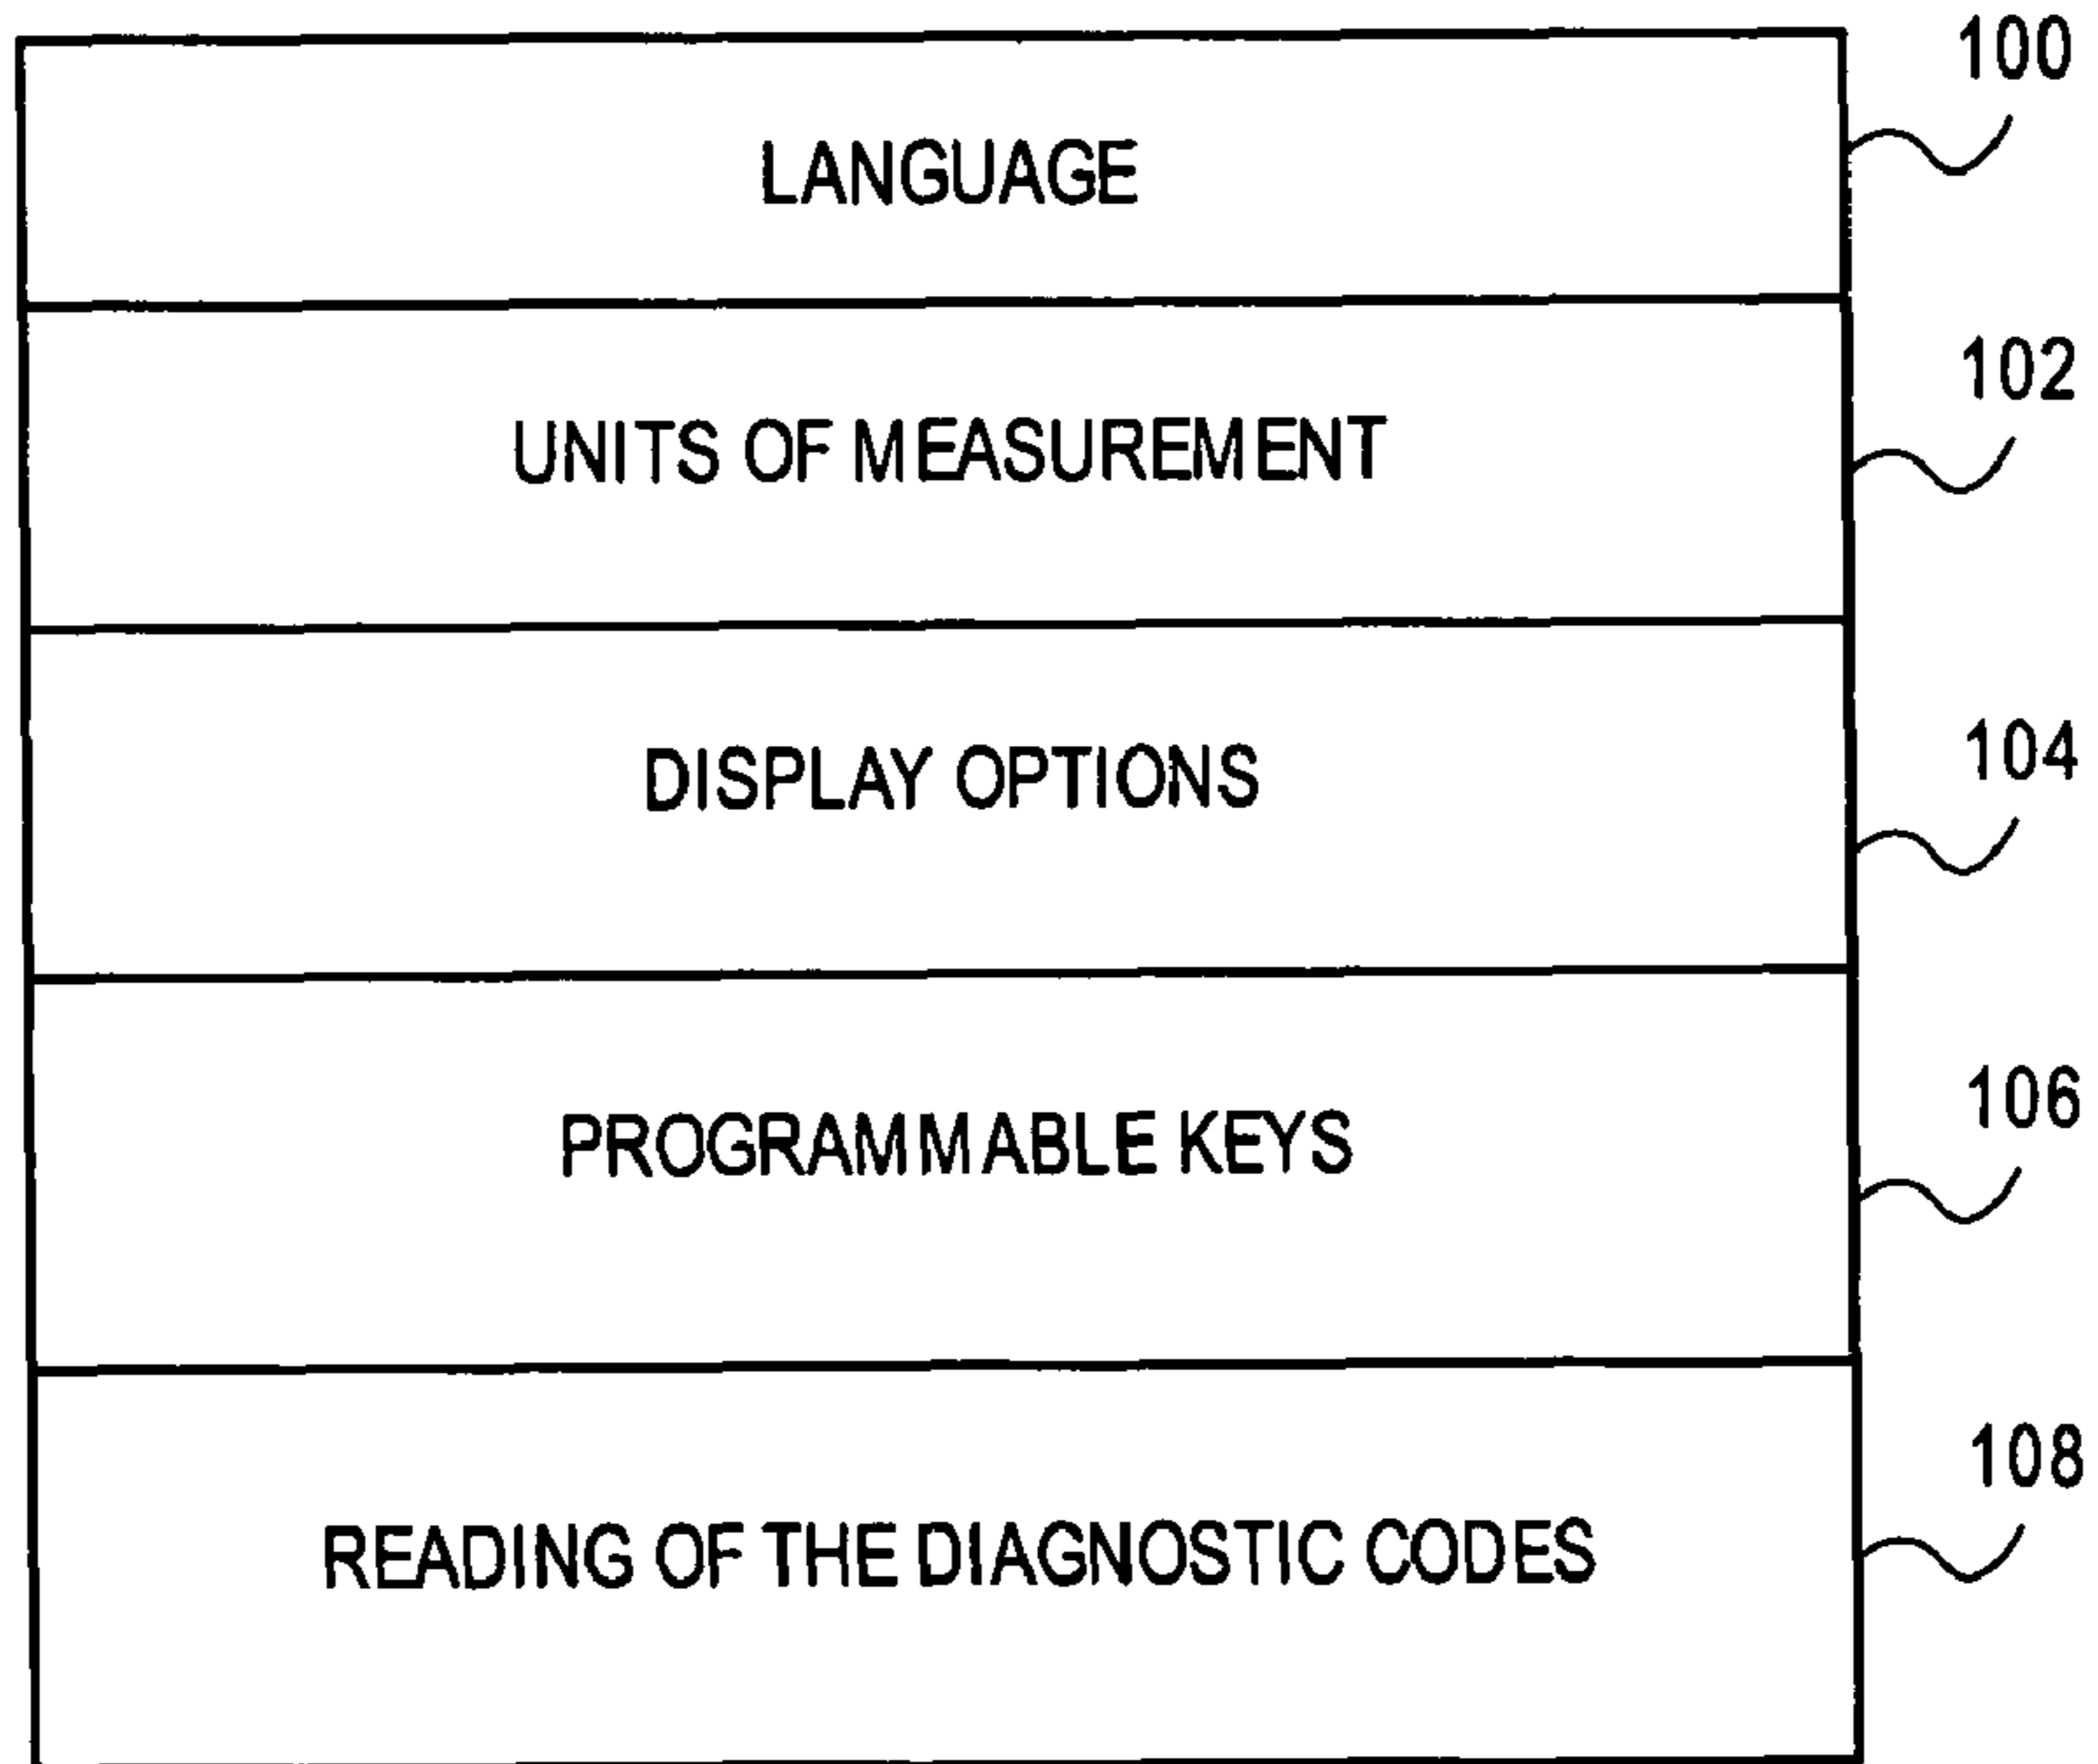 100
LANGUAGE
102
UNITS OF MEASUREMENT
104
DISPLAY OPTIONS
106
PROGRAMMABLE KEYS
108
READING OF THE DIAGNOSTIC CODES